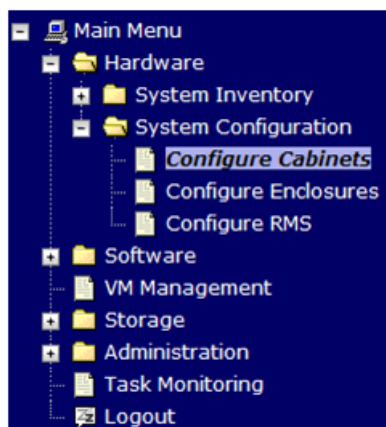 Main Menu
Hardware
System Inventory
System Configuration
Configure Cabinets
Configure Enclosures
Configure RMS
Software
VM Management
Storage
Administration
Task Monitoring
Logout